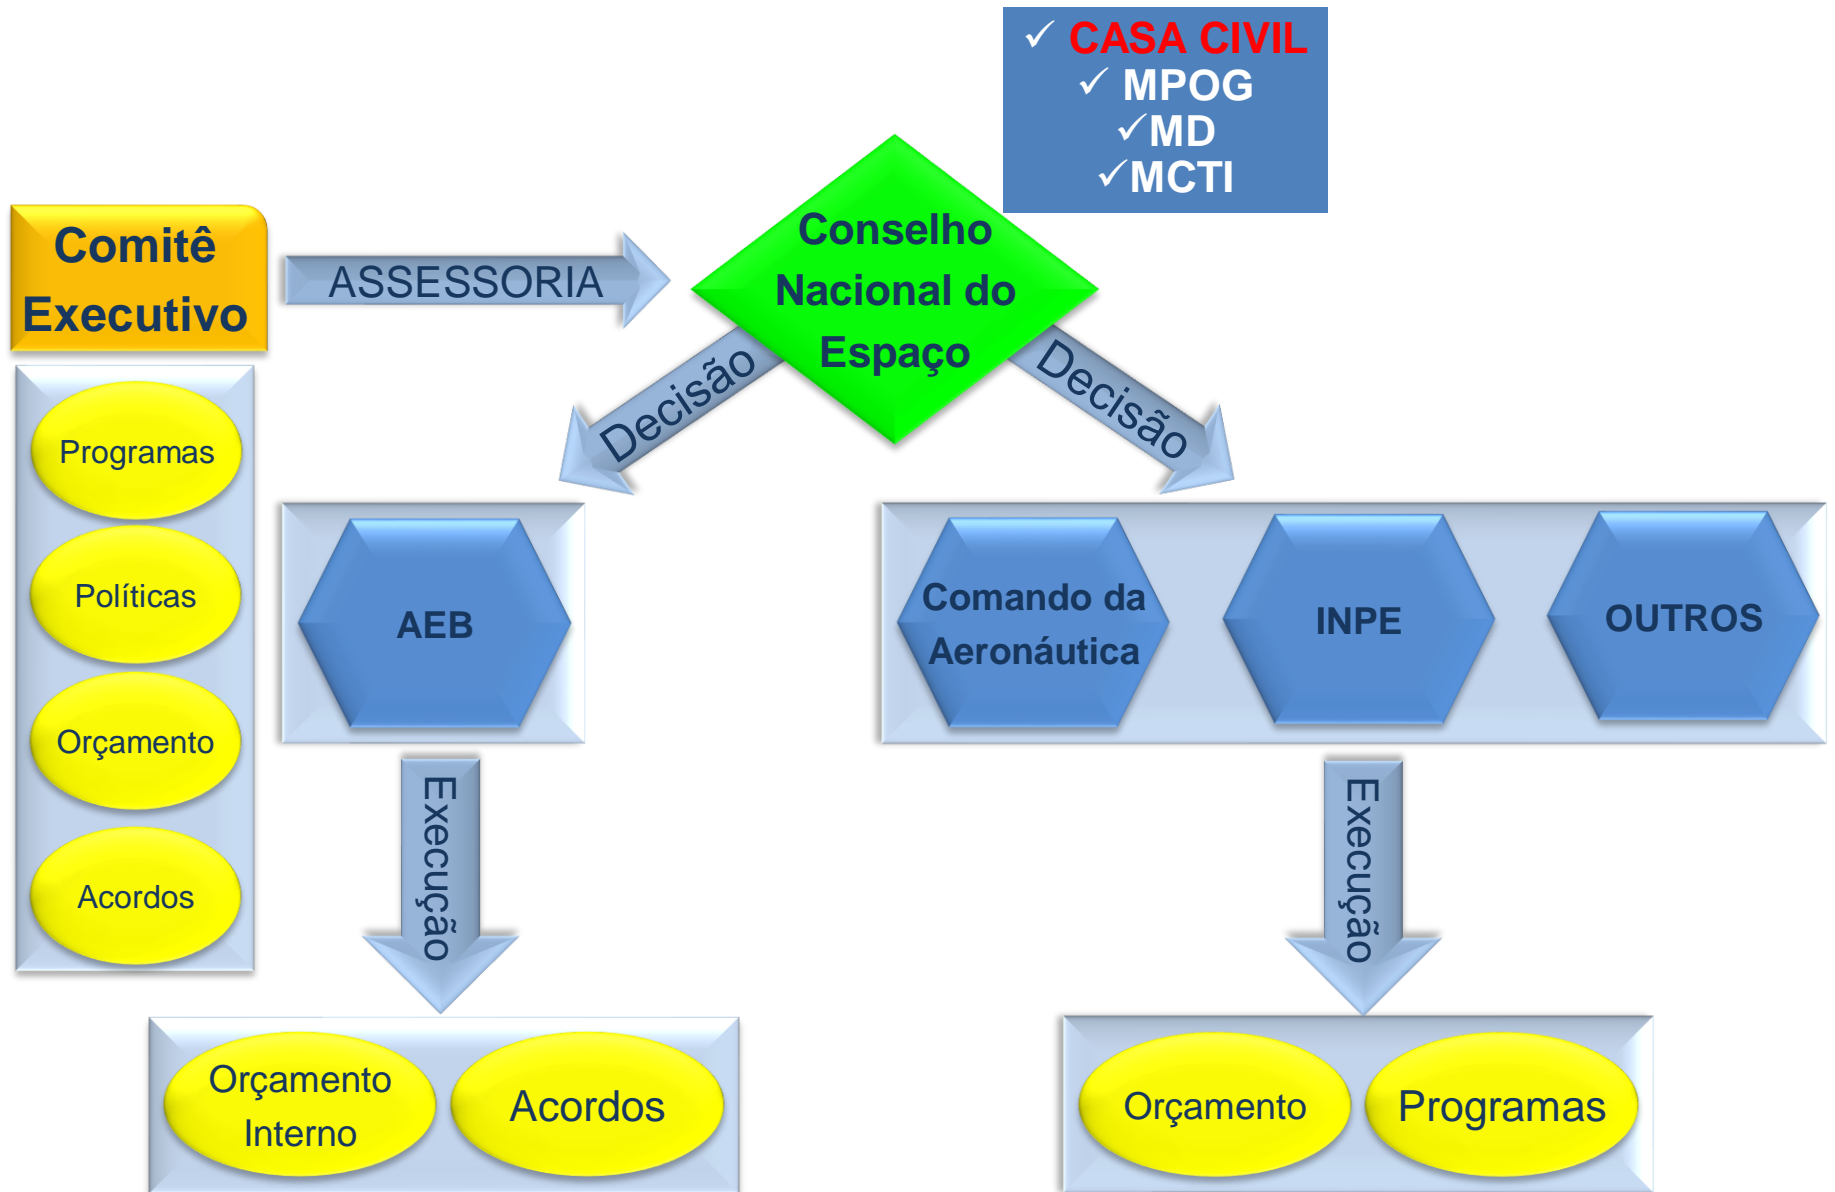 ✓ CASA CIVIL
✓ MPOG
✓MD
✓MCTI
Comitê
Executivo
ASSESSORIA
Conselho
Nacional do
Espaço
Decisão
Decisão
Programas
Políticas
Orçamento
Acordos
AEB
Comando da
Aeronáutica
INPE
OUTROS
Execução
Execução
Orçamento
Interno
Acordos
Orçamento
Programas